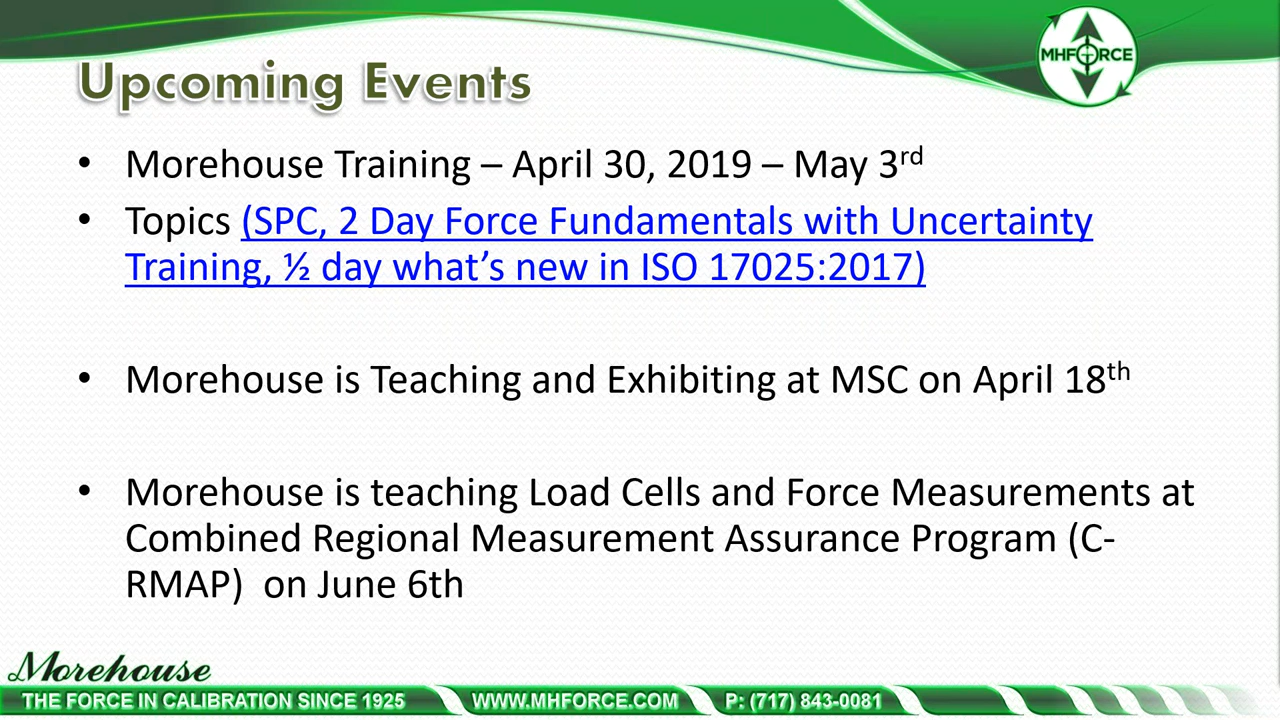 MHFORCE
Upcoming Events
• Morehouse Training – April 30, 2019 – May 3rd
• Topics (SPC, 2 Day Force Fundamentals with Uncertainty
Training, ½ day what’s new in ISO 17025:2017)
• Morehouse is Teaching and Exhibiting at MSC on April 18th
• Morehouse is teaching Load Cells and Force Measurements at
Combined Regional Measurement Assurance Program (C-
RMAP)  on June 6th
Morehouse
THE FORCE IN CALIBRATION SINCE 1925 WWW.MHFORCE.COM P: (717) 843-0081